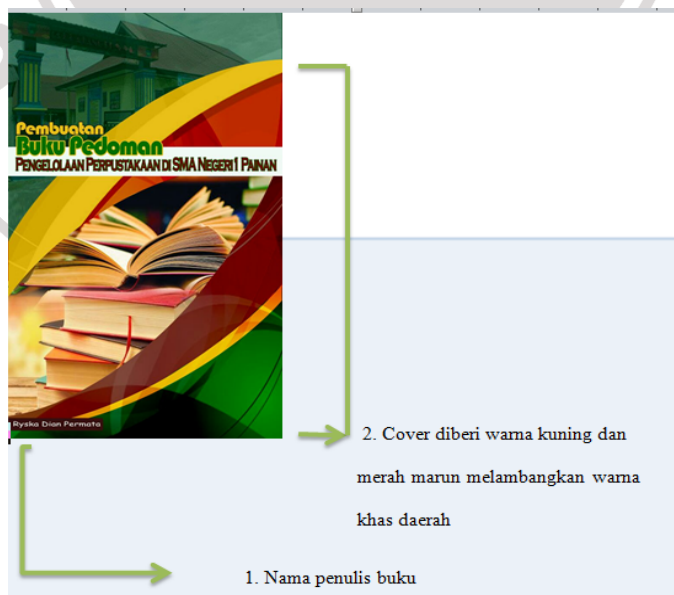 Pembuatan
Buku Pedoman
PENGELOLAAN PERPUSTAKAAN DI SMA NEGERI 1 PAINAN
Ryska Dian Permata
2. Cover diberi warna kuning dan
merah marun melambangkan warna
khas daerah
1. Nama penulis buku